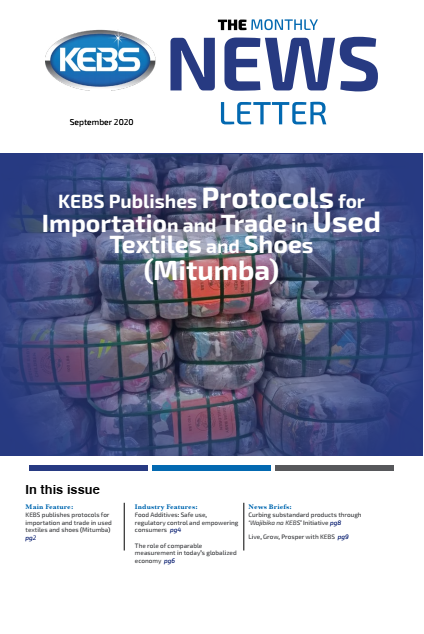 THE MONTHLY
NEWS
LETTER
KEBS
September 2020
KEBS Publishes Protocols for
Importation and Trade in Used
Textiles and Shoes
(Mitumba)
In this issue
Main Feature:
KEBS publishes protocols for
importation and trade in used
textiles and shoes (Mitumba)
pg2
Industry Features:
Food Additives: Safe use,
regulatory control and empowering
consumers pg4
The role of comparable
measurement in today's globalized
economy pg6
News Briefs:
Curbing substandard products through
'Wajibika na KEBS' Initiative pg8
Live, Grow, Prosper with KEBS pg9